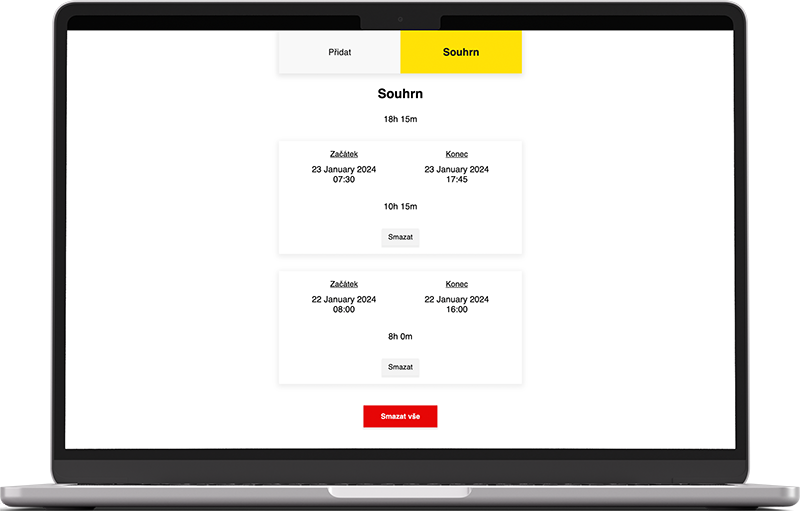 Přidat
Souhrn
Souhrn
18h 15m
Začátek
Konec
23 January 2024
23 January 2024
07:30
17:45
10h 15m
Smazat
Začátek
Konec
22 January 2024
22 January 2024
08:00
16:00
8h 0m
Smazat
Smazat vše